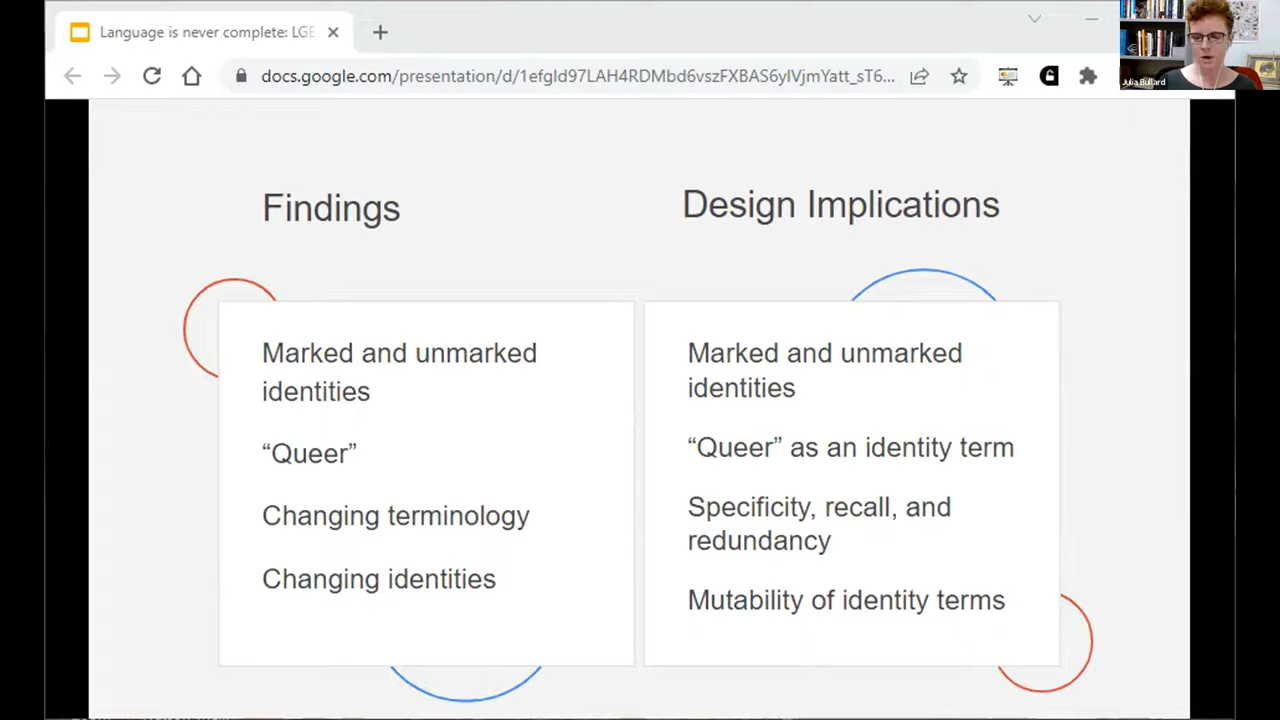 Language is never complete: LGE
docs.google.com/presentation/d/1efgId97LAH4RDMbd6vszFXBAS6yIVjmYatt_sT6...
Julia Bullard
Findings
Design Implications
Marked and unmarked
identities
“Queer”
Changing terminology
Changing identities
Marked and unmarked
identities
“Queer” as an identity term
Specificity, recall, and
redundancy
Mutability of identity terms